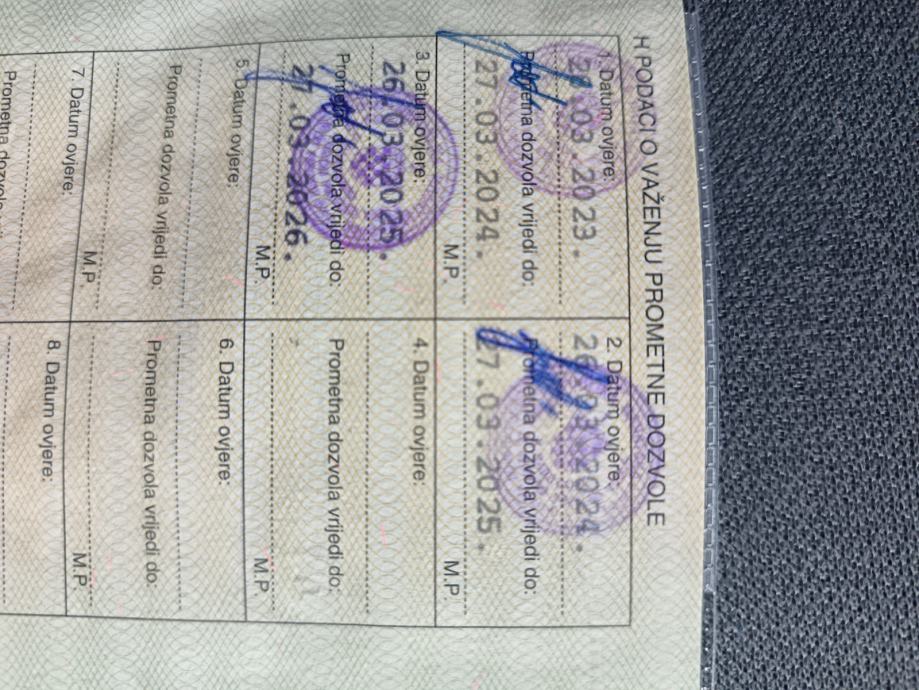 H PODACI O VAŽENJU PROMETNE DOZVOLE
Datum ovjere:
.03.2023.
Prometna dozvola vrijedi do:
27.03.2024.
M.P.
2. Datum ovjere:
26.03.2024.
Prometna dozvola vrijedi do:
27.03.2025.
M.P.
3. Datum ovjere:
26.03.2025.
Prometna dozvola vrijedi do:
27.03.2026.
M.P.
4. Datum ovjere:
Prometna dozvola vrijedi do:
M.P.
5. Datum ovjere:
Prometna dozvola vrijedi do:
M.P.
6. Datum ovjere:
Prometna dozvola vrijedi do:
M.P.
7. Datum ovjere:
Prometna dozvola
8. Datum ovjere: